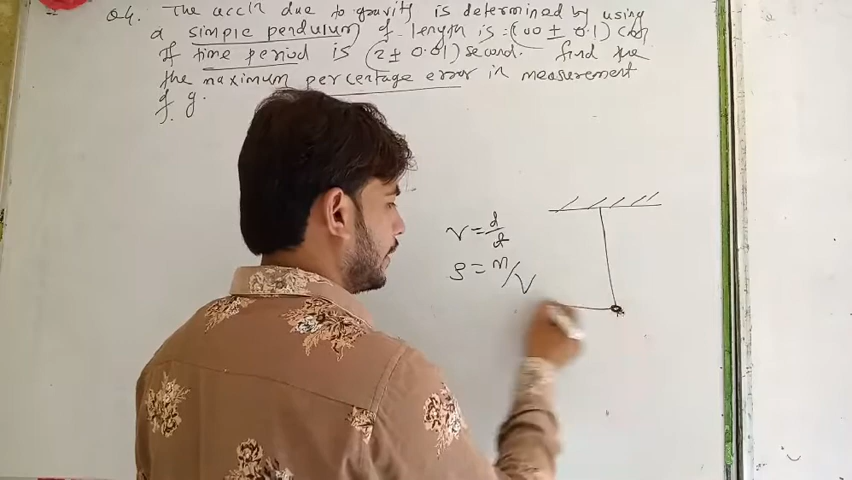 Q4. The accln due to gravity is determined by using
a simple pendulum of length is = (100 ± 0.1) cm
If time period is (2 ± 0.01) second. find the
the maximum percentage error in measurement
of g.
v = d
ρ = m/V